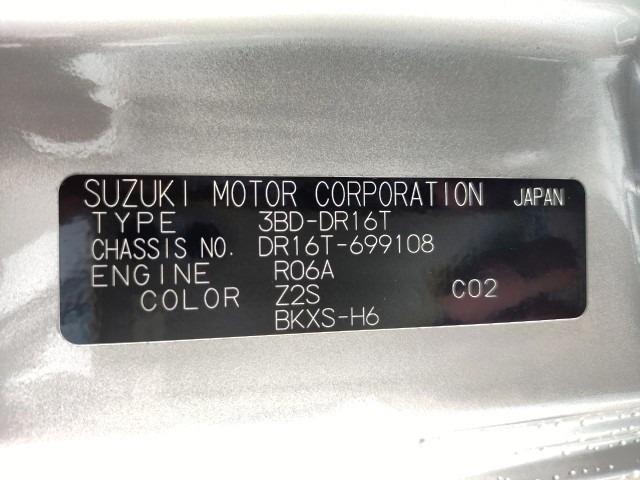 SUZUKI MOTOR CORPORATION JAPAN
TYPE 3BD-DR16T
CHASSIS NO. DR16T-699108
ENGINE R06A
COLOR Z2S C02
BKXS-H6